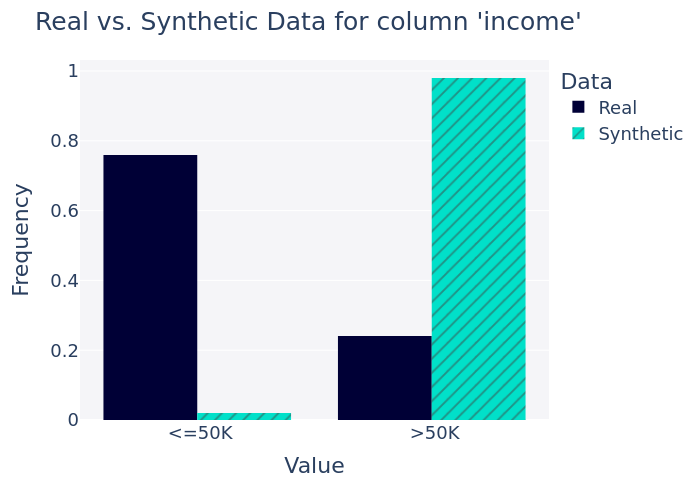 Real vs. Synthetic Data for column 'income'
Data
Real
Synthetic
Frequency
1
0.8
0.6
0.4
0.2
0
<=50K
>50K
Value